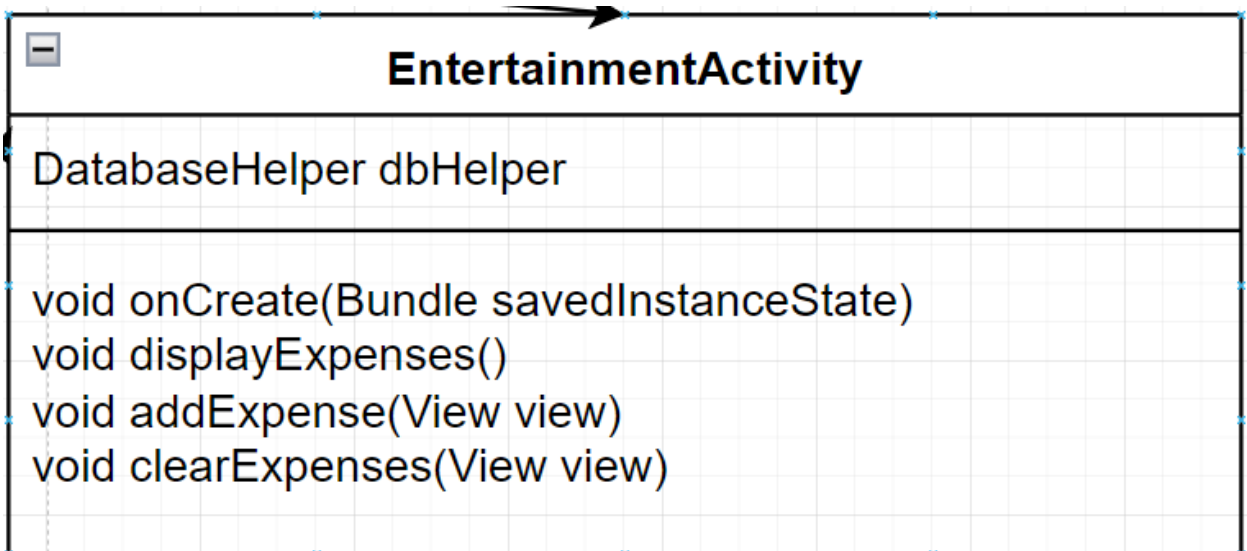 EntertainmentActivity
DatabaseHelper dbHelper
void onCreate(Bundle savedInstanceState)
void displayExpenses()
void addExpense(View view)
void clearExpenses(View view)